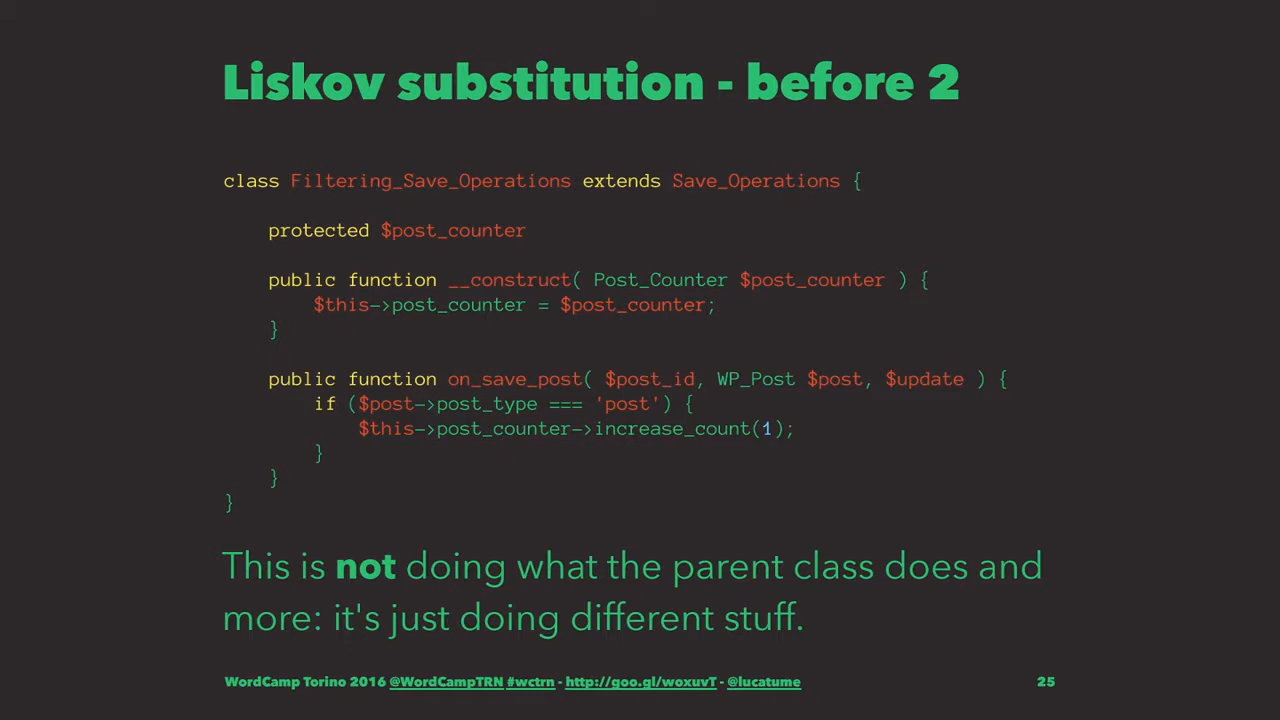 Liskov substitution - before 2
class Filtering_Save_Operations extends Save_Operations {
protected $post_counter
public function __construct( Post_Counter $post_counter ) {
$this->post_counter = $post_counter;
}
public function on_save_post( $post_id, WP_Post $post, $update ) {
if ($post->post_type === 'post') {
$this->post_counter->increase_count(1);
}
}
}
This is not doing what the parent class does and
more: it's just doing different stuff.
WordCamp Torino 2016 @WordCampTRN #wctrn - http://goo.gl/woxuvT - @lucatume 25